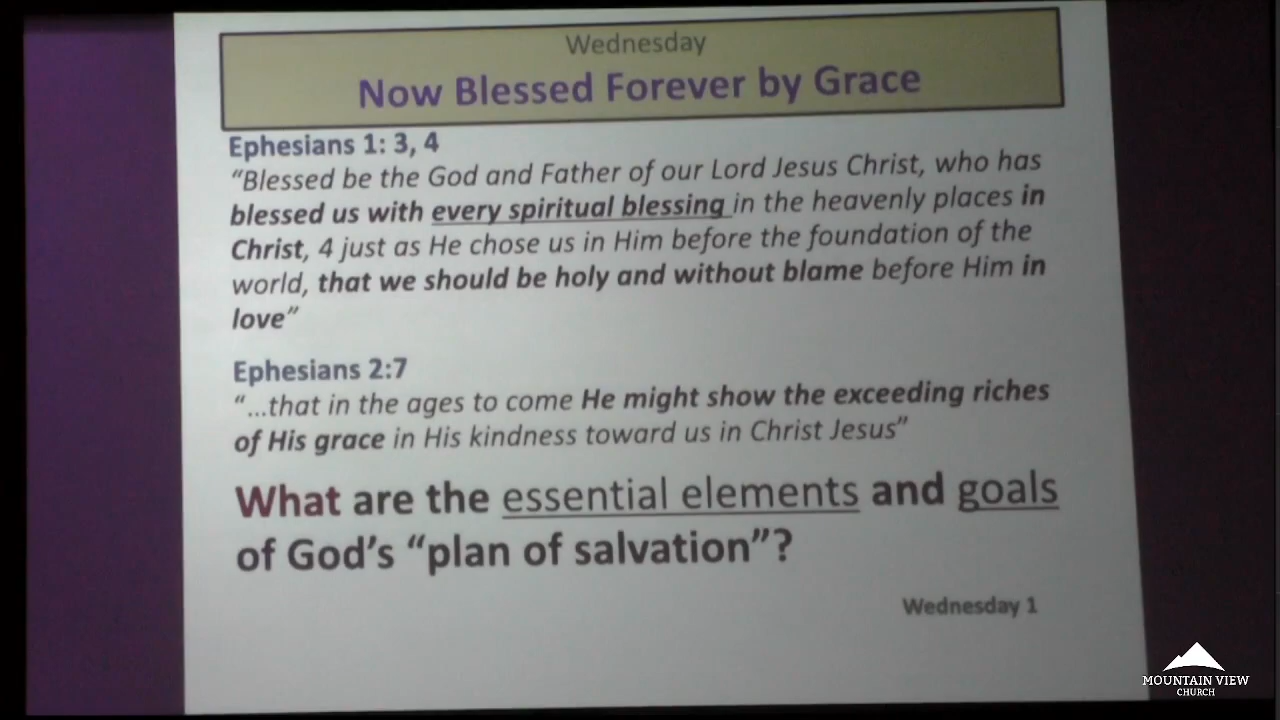 Wednesday
Now Blessed Forever by Grace
Ephesians 1: 3, 4
“Blessed be the God and Father of our Lord Jesus Christ, who has
blessed us with every spiritual blessing in the heavenly places in
Christ, 4 just as He chose us in Him before the foundation of the
world, that we should be holy and without blame before Him in
love”
Ephesians 2:7
“…that in the ages to come He might show the exceeding riches
of His grace in His kindness toward us in Christ Jesus”
What are the essential elements and goals
of God’s “plan of salvation”?
Wednesday 1
MOUNTAIN VIEW
CHURCH